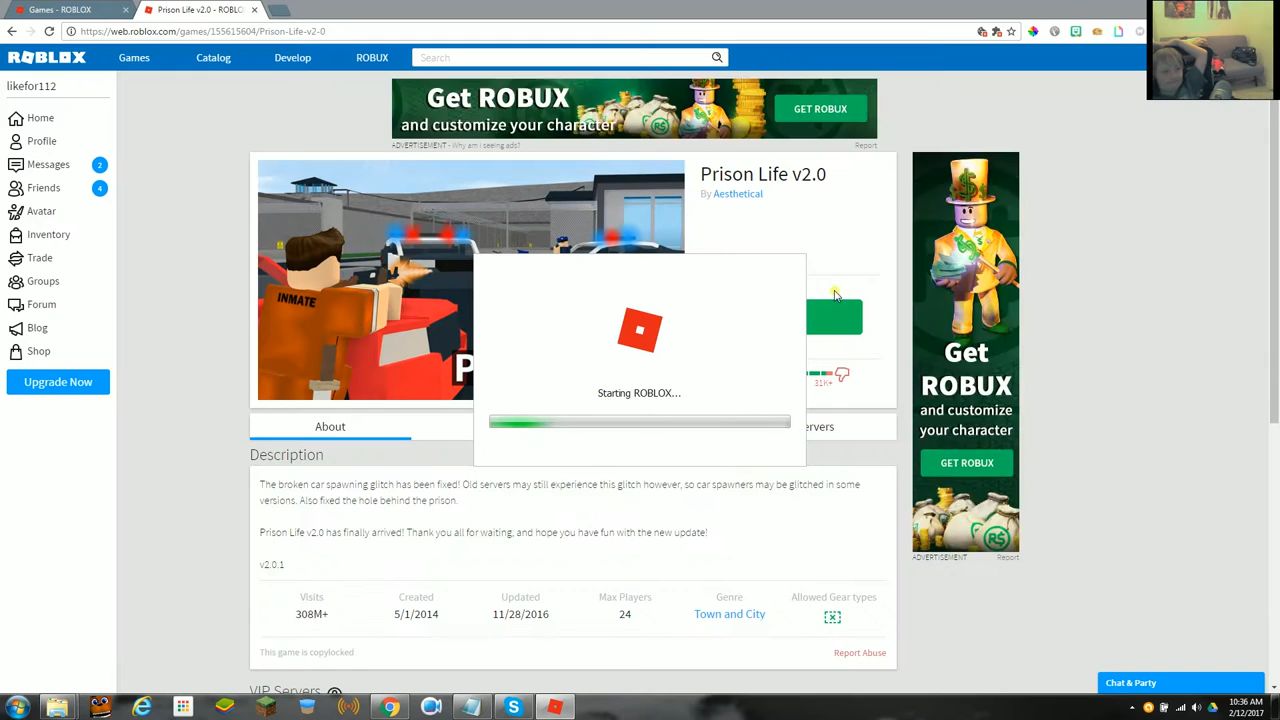 Games - ROBLOX
Prison Life v2.0 - ROBLO
https://web.roblox.com/games/155615604/Prison-Life-v2-0
ROBLOX
Games
Catalog
Develop
ROBUX
Search
likefor112
Home
Profile
Messages 2
Friends 4
Avatar
Inventory
Trade
Groups
Forum
Blog
Shop
Upgrade Now
Get ROBUX
and customize your character
GET ROBUX
ADVERTISEMENT - Why am I seeing ads?
Report
INMATE
P
Prison Life v2.0
By Aesthetical
31K+
Starting ROBLOX...
About
ervers
Description
The broken car spawning glitch has been fixed! Old servers may still experience this glitch however, so car spawners may be glitched in some
versions. Also fixed the hole behind the prison.
Prison Life v2.0 has finally arrived! Thank you all for waiting, and hope you have fun with the new update!
v2.0.1
Visits Created Updated Max Players Genre Allowed Gear types
308M+ 5/1/2014 11/28/2016 24 Town and City
This game is copylocked
Report Abuse
VIP Servers
Get
ROBUX
and customize
your character
GET ROBUX
ADVERTISEMENT
Report
Chat & Party
10:36 AM
2/12/2017